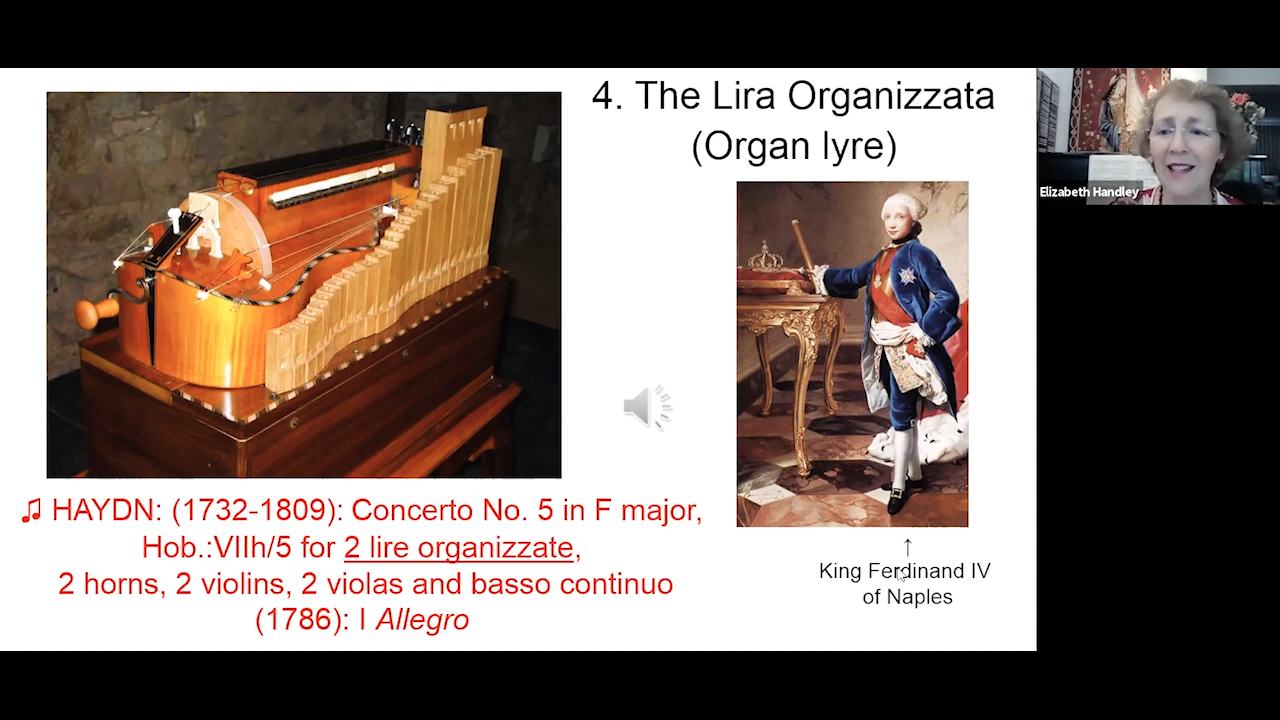 4. The Lira Organizzata
(Organ lyre)
Elizabeth Handley
♫ HAYDN: (1732-1809): Concerto No. 5 in F major,
Hob.:VIIh/5 for 2 lire organizzate,
2 horns, 2 violins, 2 violas and basso continuo
(1786): I Allegro
↑
King Ferdinand IV
of Naples